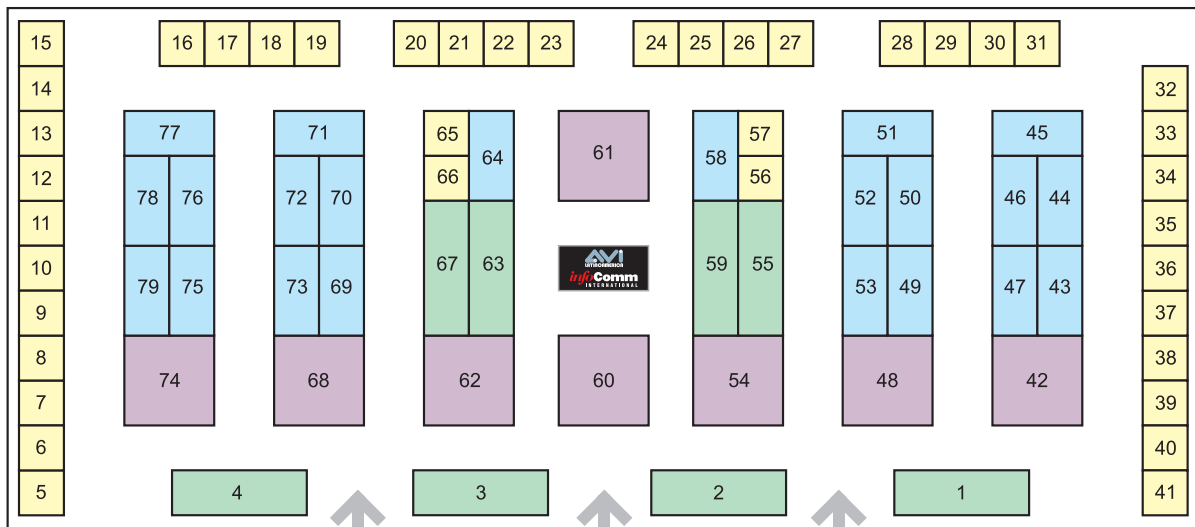 15 16 17 18 19 20 21 22 23 24 25 26 27 28 29 30 31
14 32
13 77 71 65 64 61 58 57 51 45 33
12 78 76 72 70 66 56 52 50 46 44 34
11 35
10 79 75 73 69 67 63 59 55 53 49 47 43 36
AVI
LATINOAMERICA
infoComm
INTERNATIONAL
9 37
8 74 68 62 60 54 48 42 38
7 39
6 40
5 4 3 2 1 41